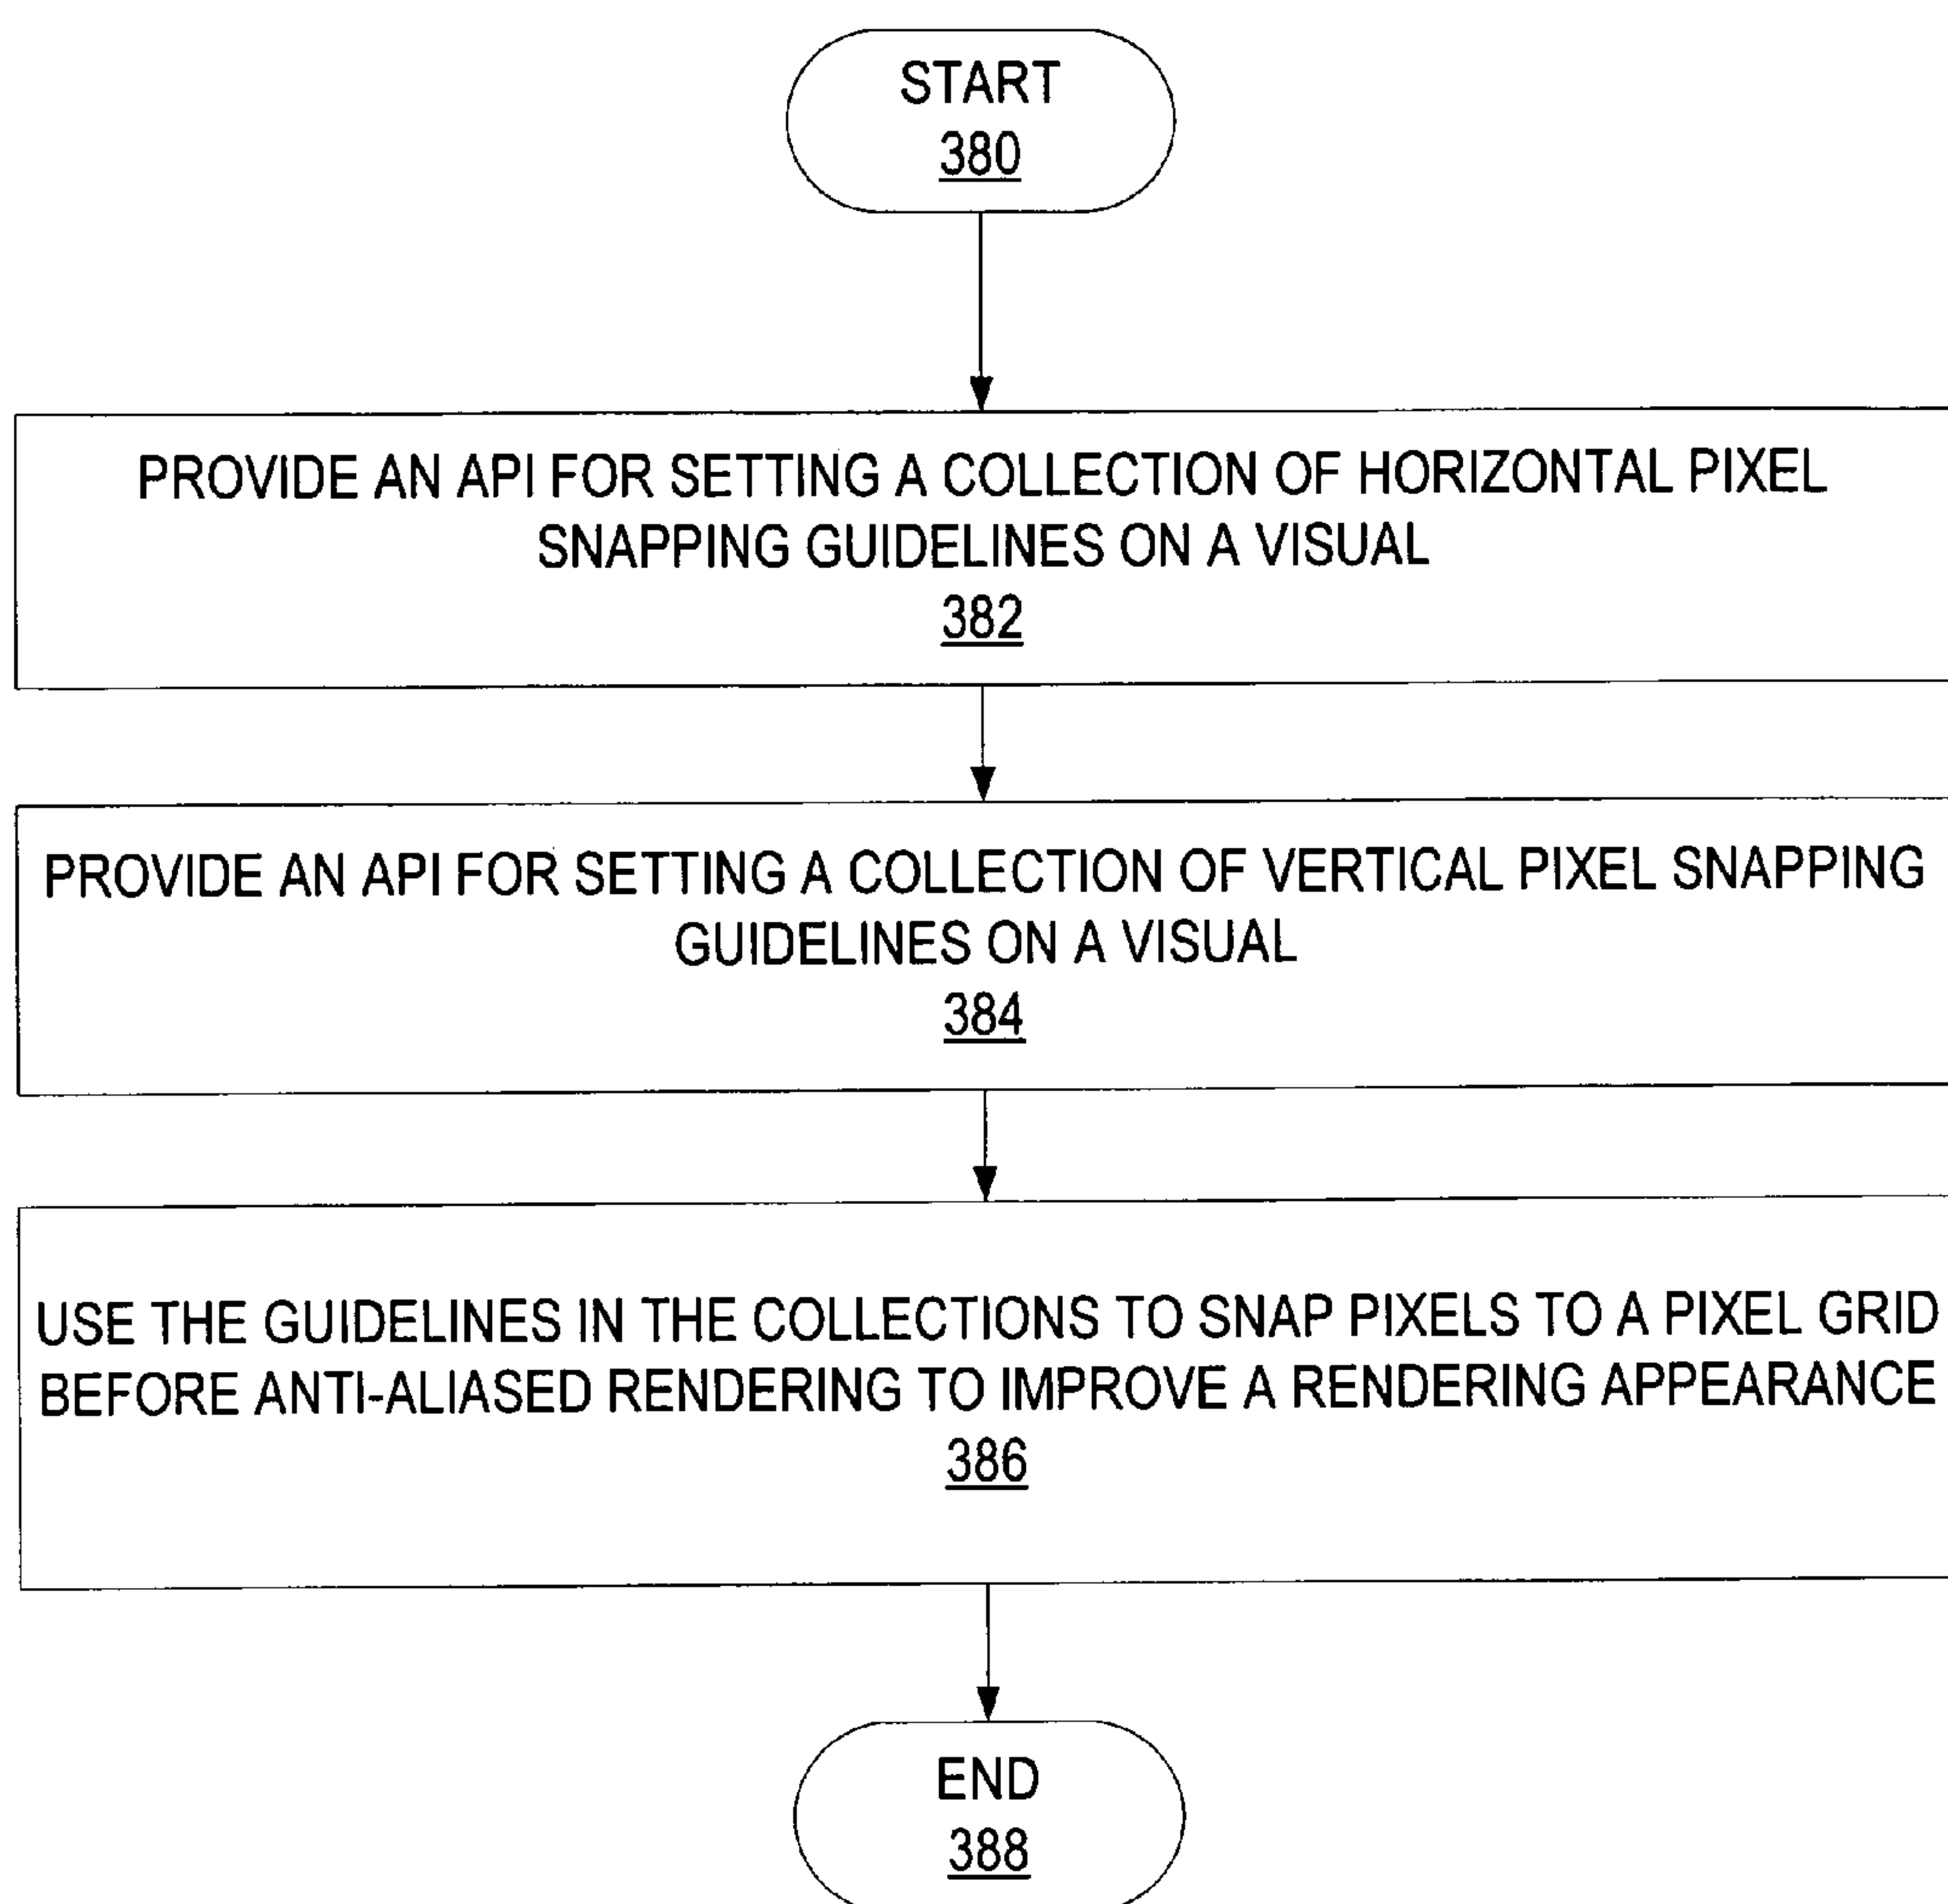 START
380
PROVIDE AN API FOR SETTING A COLLECTION OF HORIZONTAL PIXEL
SNAPPING GUIDELINES ON A VISUAL
382
PROVIDE AN API FOR SETTING A COLLECTION OF VERTICAL PIXEL SNAPPING
GUIDELINES ON A VISUAL
384
USE THE GUIDELINES IN THE COLLECTIONS TO SNAP PIXELS TO A PIXEL GRID
BEFORE ANTI-ALIASED RENDERING TO IMPROVE A RENDERING APPEARANCE
386
END
388